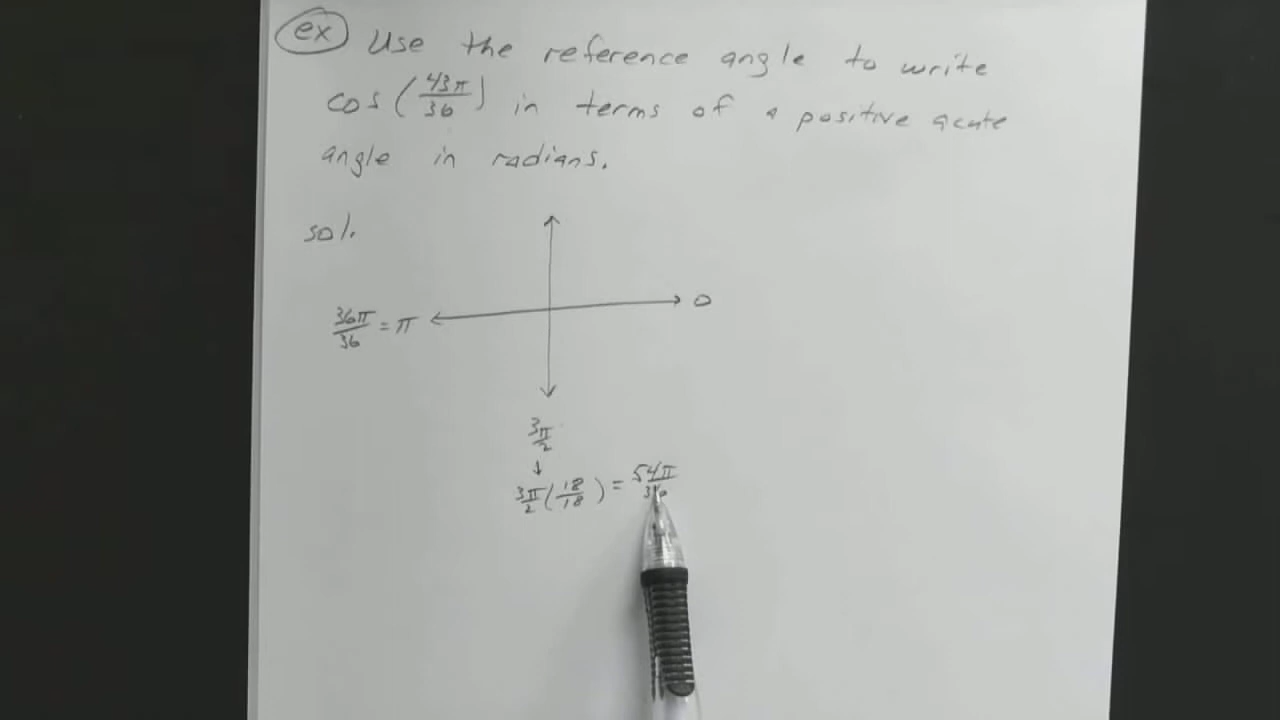 ex Use the reference angle to write
cos (43π/36) in terms of a positive acute
angle in radians.
sol.
36π/36 = π
0
3π/2
↓
3π/2 (18/18) = 54π/36